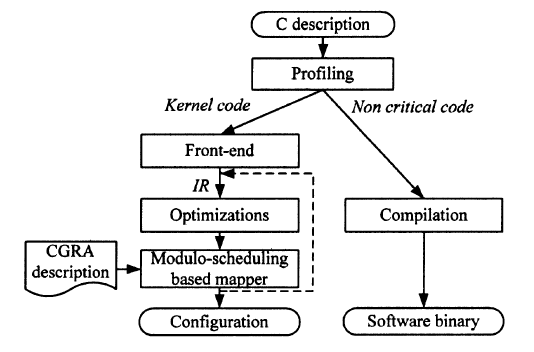 C description
Profiling
Kernel code
Non critical code
Front-end
IR
Optimizations
Compilation
CGRA
description
Modulo-scheduling
based mapper
Configuration
Software binary